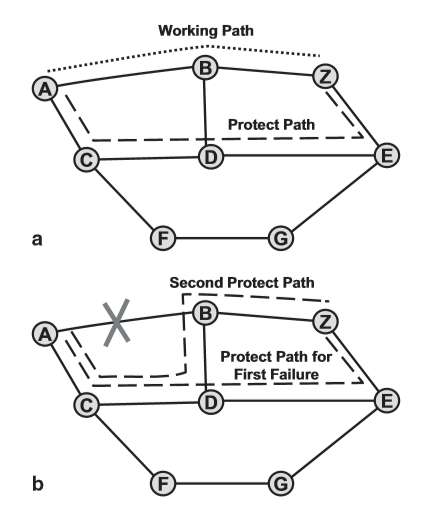 Working Path
A
B
Z
Protect Path
C
D
E
a
F
G
Second Protect Path
A
B
Z
Protect Path for
First Failure
C
D
E
b
F
G